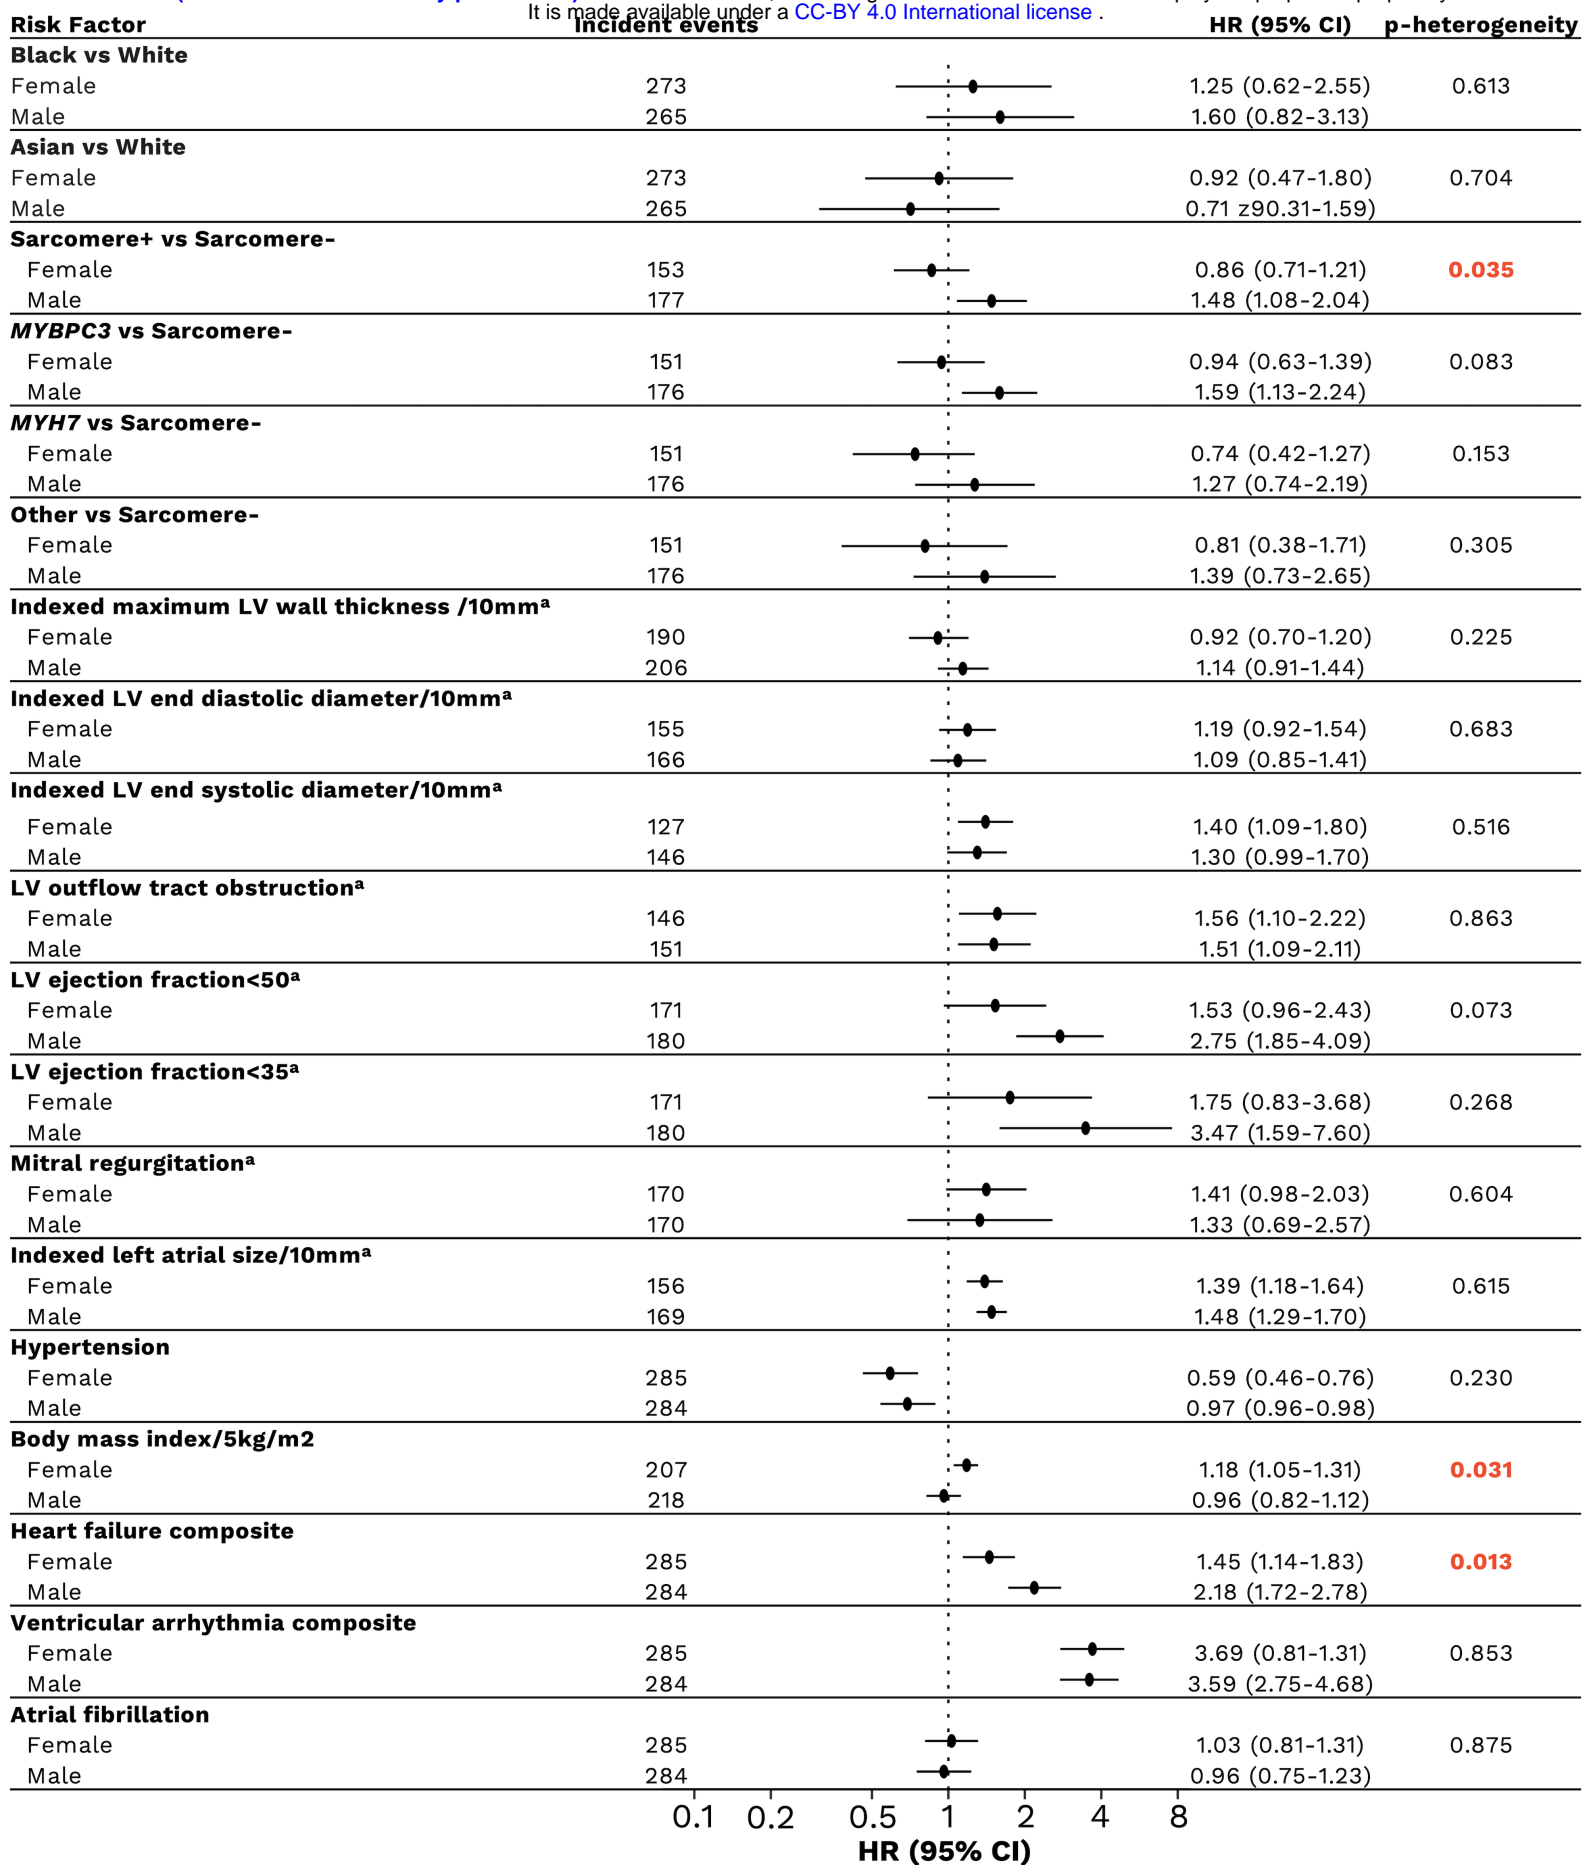 It is made available under a CC-BY 4.0 International license .
Risk Factor Incident events HR (95% CI) p-heterogeneity
Black vs White
Female 273 1.25 (0.62-2.55) 0.613
Male 265 1.60 (0.82-3.13)
Asian vs White
Female 273 0.92 (0.47-1.80) 0.704
Male 265 0.71 z90.31-1.59)
Sarcomere+ vs Sarcomere-
Female 153 0.86 (0.71-1.21) 0.035
Male 177 1.48 (1.08-2.04)
MYBPC3 vs Sarcomere-
Female 151 0.94 (0.63-1.39) 0.083
Male 176 1.59 (1.13-2.24)
MYH7 vs Sarcomere-
Female 151 0.74 (0.42-1.27) 0.153
Male 176 1.27 (0.74-2.19)
Other vs Sarcomere-
Female 151 0.81 (0.38-1.71) 0.305
Male 176 1.39 (0.73-2.65)
Indexed maximum LV wall thickness /10mmᵃ
Female 190 0.92 (0.70-1.20) 0.225
Male 206 1.14 (0.91-1.44)
Indexed LV end diastolic diameter/10mmᵃ
Female 155 1.19 (0.92-1.54) 0.683
Male 166 1.09 (0.85-1.41)
Indexed LV end systolic diameter/10mmᵃ
Female 127 1.40 (1.09-1.80) 0.516
Male 146 1.30 (0.99-1.70)
LV outflow tract obstructionᵃ
Female 146 1.56 (1.10-2.22) 0.863
Male 151 1.51 (1.09-2.11)
LV ejection fraction<50ᵃ
Female 171 1.53 (0.96-2.43) 0.073
Male 180 2.75 (1.85-4.09)
LV ejection fraction<35ᵃ
Female 171 1.75 (0.83-3.68) 0.268
Male 180 3.47 (1.59-7.60)
Mitral regurgitationᵃ
Female 170 1.41 (0.98-2.03) 0.604
Male 170 1.33 (0.69-2.57)
Indexed left atrial size/10mmᵃ
Female 156 1.39 (1.18-1.64) 0.615
Male 169 1.48 (1.29-1.70)
Hypertension
Female 285 0.59 (0.46-0.76) 0.230
Male 284 0.97 (0.96-0.98)
Body mass index/5kg/m2
Female 207 1.18 (1.05-1.31) 0.031
Male 218 0.96 (0.82-1.12)
Heart failure composite
Female 285 1.45 (1.14-1.83) 0.013
Male 284 2.18 (1.72-2.78)
Ventricular arrhythmia composite
Female 285 3.69 (0.81-1.31) 0.853
Male 284 3.59 (2.75-4.68)
Atrial fibrillation
Female 285 1.03 (0.81-1.31) 0.875
Male 284 0.96 (0.75-1.23)
0.1 0.2 0.5 1 2 4 8
HR (95% CI)